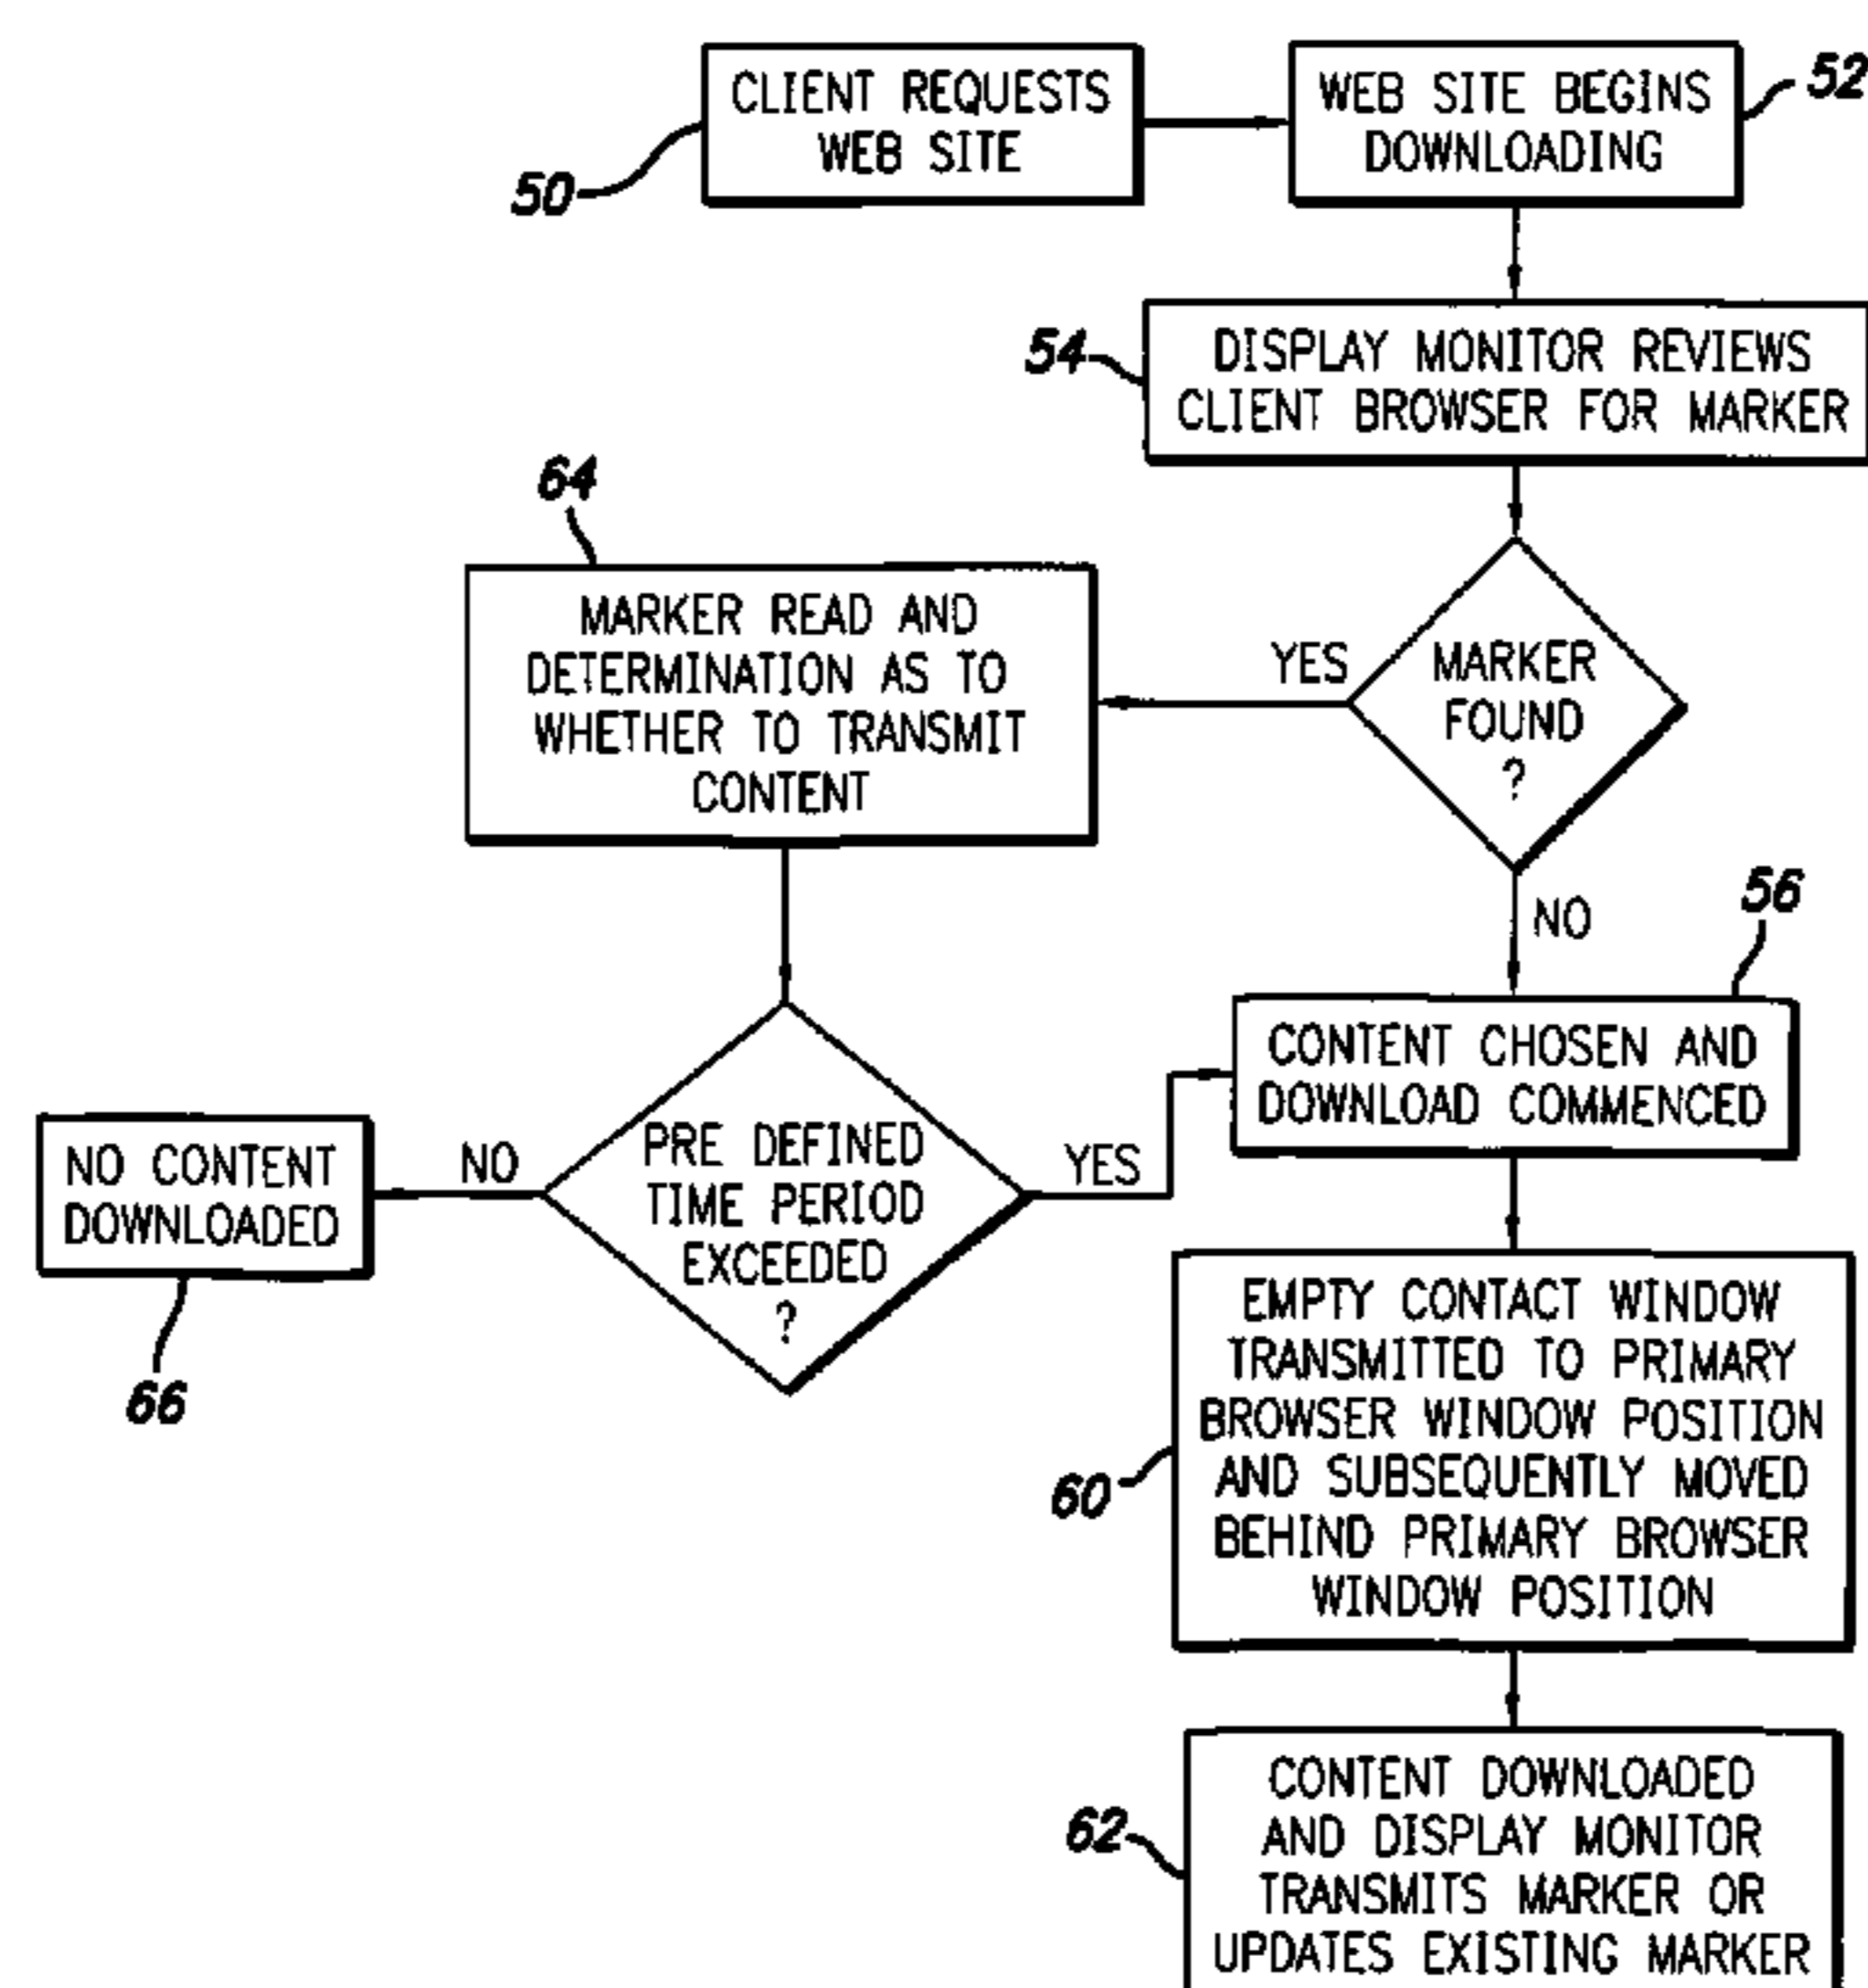 CLIENT REQUESTS
WEB SITE
50
WEB SITE BEGINS
DOWNLOADING
52
54
DISPLAY MONITOR REVIEWS
CLIENT BROWSER FOR MARKER
MARKER
FOUND
?
YES
NO
64
MARKER READ AND
DETERMINATION AS TO
WHETHER TO TRANSMIT
CONTENT
PRE DEFINED
TIME PERIOD
EXCEEDED
?
NO
YES
NO CONTENT
DOWNLOADED
66
56
CONTENT CHOSEN AND
DOWNLOAD COMMENCED
60
EMPTY CONTACT WINDOW
TRANSMITTED TO PRIMARY
BROWSER WINDOW POSITION
AND SUBSEQUENTLY MOVED
BEHIND PRIMARY BROWSER
WINDOW POSITION
62
CONTENT DOWNLOADED
AND DISPLAY MONITOR
TRANSMITS MARKER OR
UPDATES EXISTING MARKER